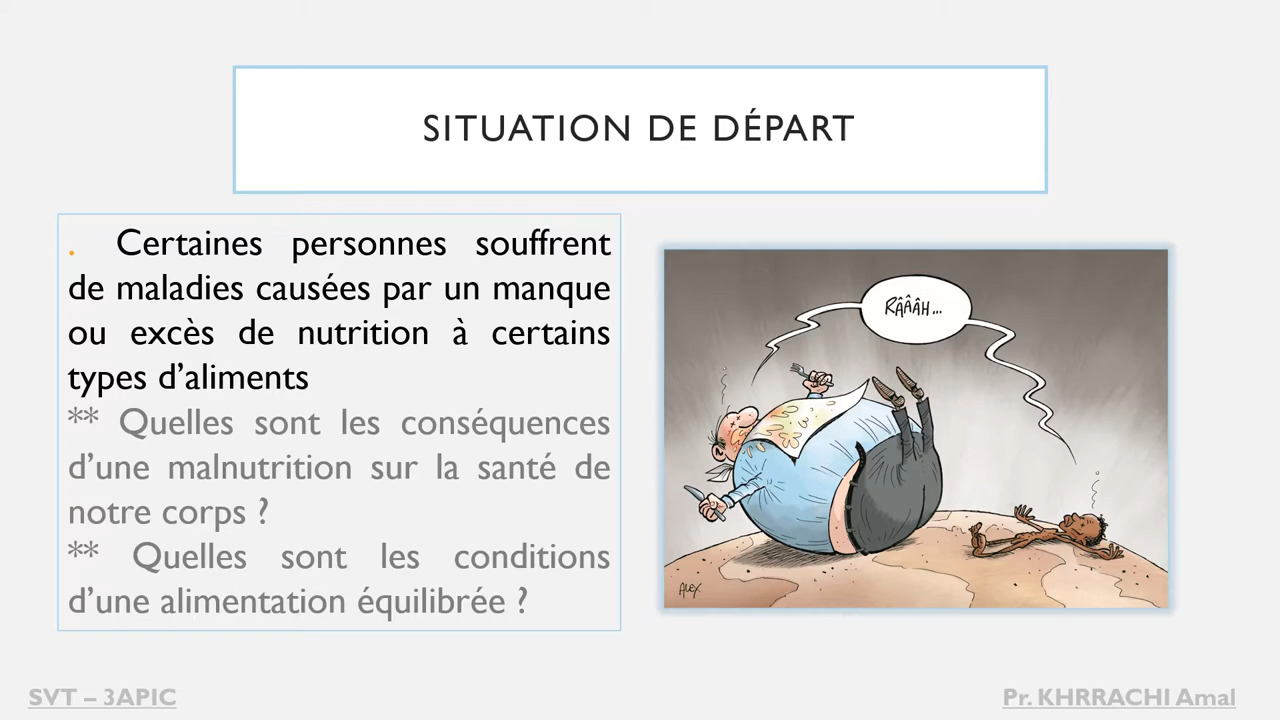 SITUATION DE DÉPART
. Certaines personnes souffrent
de maladies causées par un manque
ou excès de nutrition à certains
types d’aliments
** Quelles sont les conséquences
d’une malnutrition sur la santé de
notre corps ?
** Quelles sont les conditions
d’une alimentation équilibrée ?
RÂÂÂH...
ALEX
SVT – 3APIC
Pr. KHRRACHI Amal